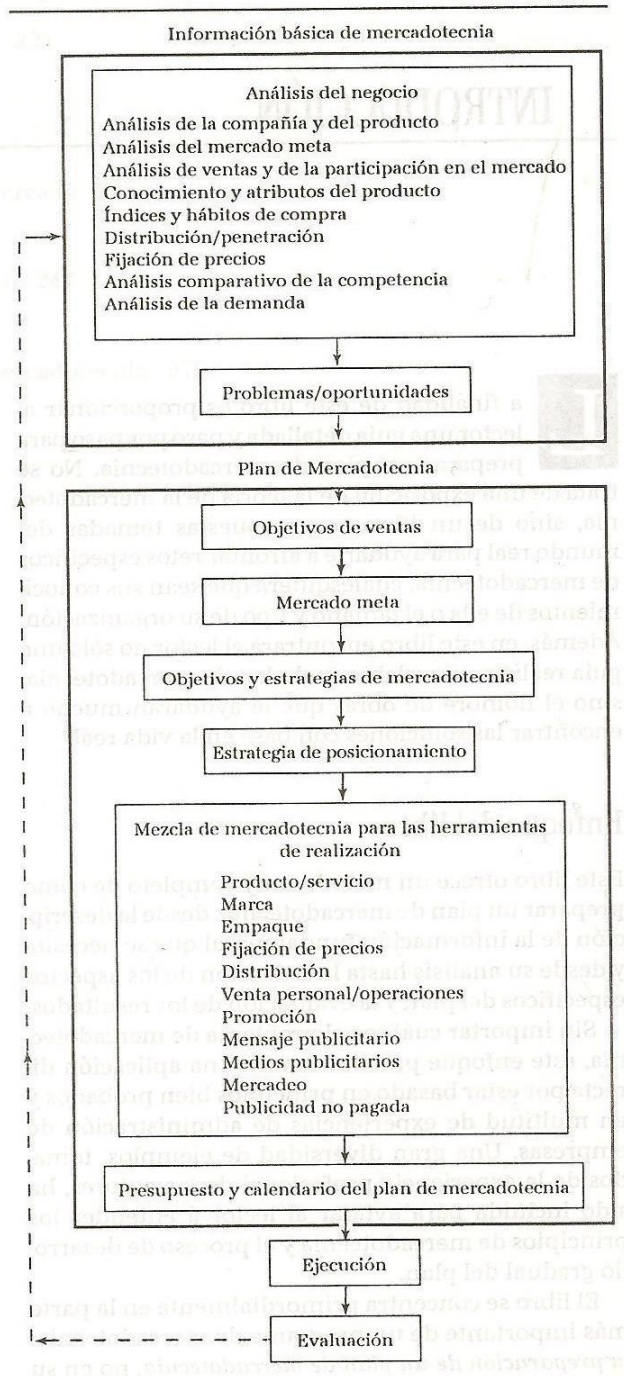 Información básica de mercadotecnia
Análisis del negocio
Análisis de la compañía y del producto
Análisis del mercado meta
Análisis de ventas y de la participación en el mercado
Conocimiento y atributos del producto
Índices y hábitos de compra
Distribución/penetración
Fijación de precios
Análisis comparativo de la competencia
Análisis de la demanda
Problemas/oportunidades
Plan de Mercadotecnia
Objetivos de ventas
Mercado meta
Objetivos y estrategias de mercadotecnia
Estrategia de posicionamiento
Mezcla de mercadotecnia para las herramientas
de realización
Producto/servicio
Marca
Empaque
Fijación de precios
Distribución
Venta personal/operaciones
Promoción
Mensaje publicitario
Medios publicitarios
Mercadeo
Publicidad no pagada
Presupuesto y calendario del plan de mercadotecnia
Ejecución
Evaluación